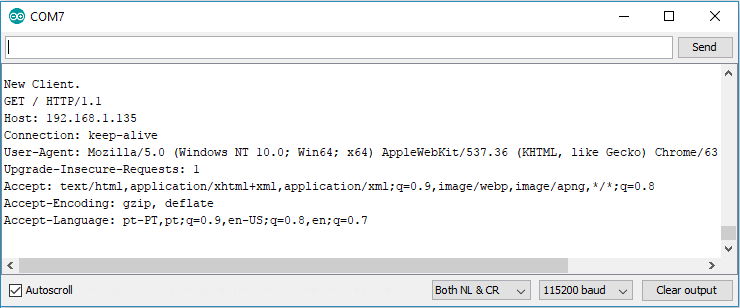 COM7
Send
New Client.
GET / HTTP/1.1
Host: 192.168.1.135
Connection: keep-alive
User-Agent: Mozilla/5.0 (Windows NT 10.0; Win64; x64) AppleWebKit/537.36 (KHTML, like Gecko) Chrome/63
Upgrade-Insecure-Requests: 1
Accept: text/html,application/xhtml+xml,application/xml;q=0.9,image/webp,image/apng,*/*;q=0.8
Accept-Encoding: gzip, deflate
Accept-Language: pt-PT,pt;q=0.9,en-US;q=0.8,en;q=0.7
Autoscroll Both NL & CR 115200 baud Clear output